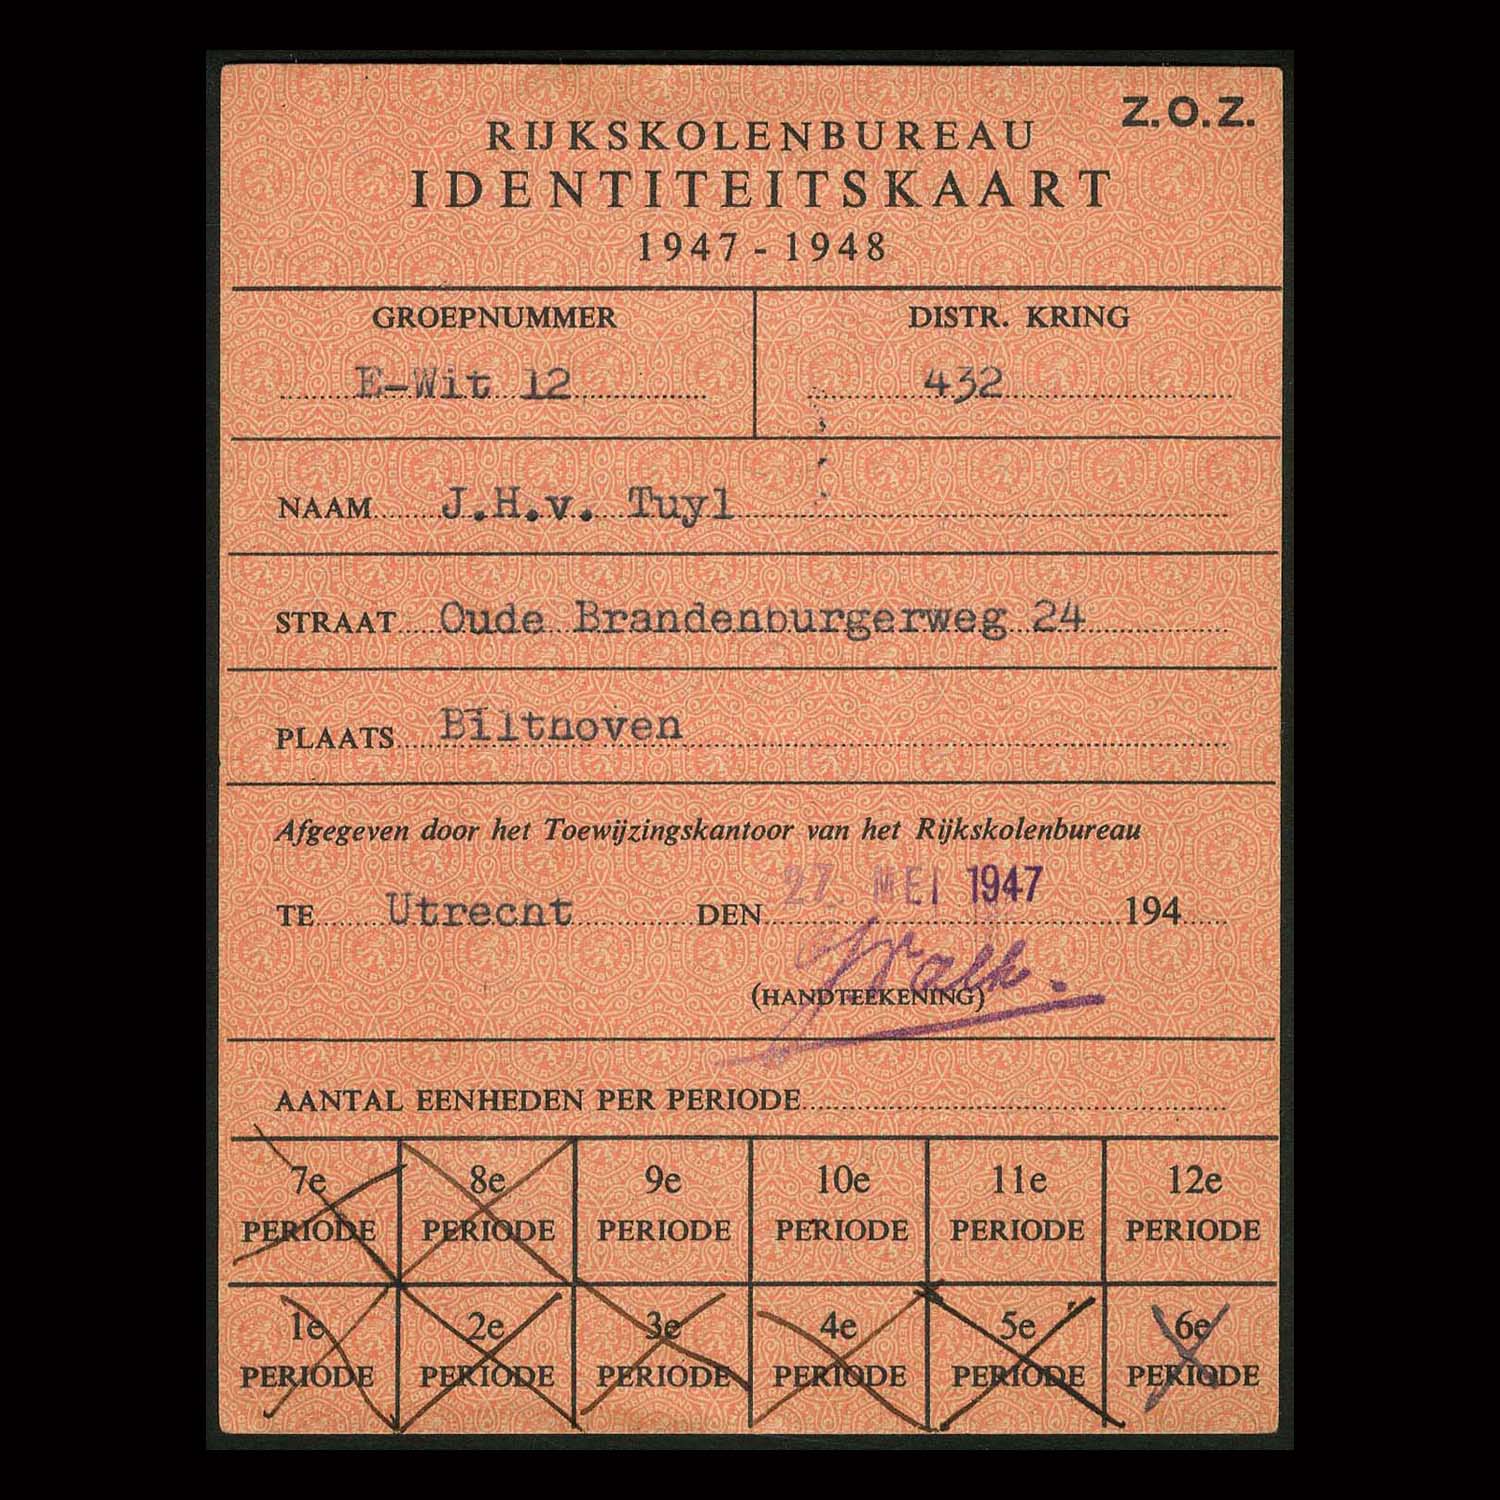 Z.O.Z.
RIJKSKOLENBUREAU
IDENTITEITSKAART
1947 - 1948
GROEPNUMMER DISTR. KRING
E-Wit 12 432
NAAM J.H.v. Tuyl
STRAAT Oude Brandenburgerweg 24
PLAATS Bilthoven
Afgegeven door het Toewijzingskantoor van het Rijkskolenbureau
TE Utrecht DEN 27. MEI 1947 194
(HANDTEEKENING)
AANTAL EENHEDEN PER PERIODE
7e 8e 9e 10e 11e 12e
PERIODE PERIODE PERIODE PERIODE PERIODE PERIODE
1e 2e 3e 4e 5e 6e
PERIODE PERIODE PERIODE PERIODE PERIODE PERIODE